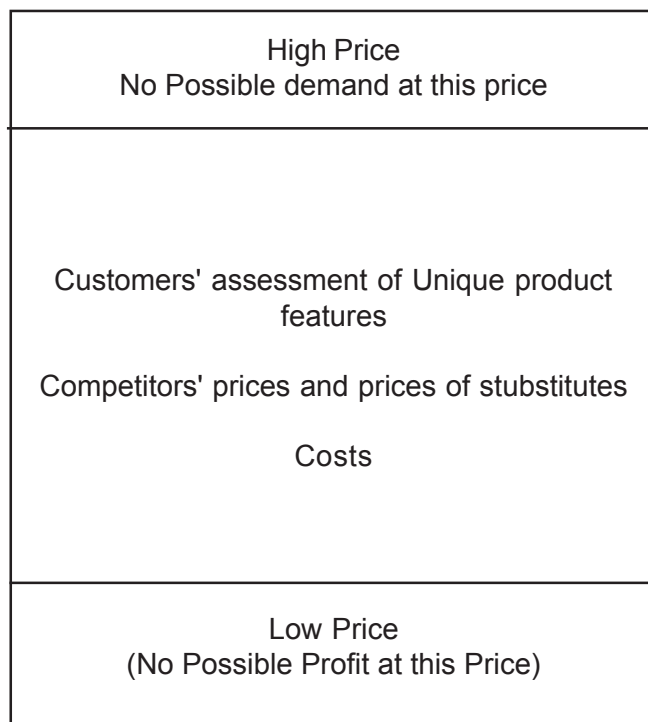 High Price
No Possible demand at this price
Customers' assessment of Unique product
features
Competitors' prices and prices of stubstitutes
Costs
Low Price
(No Possible Profit at this Price)